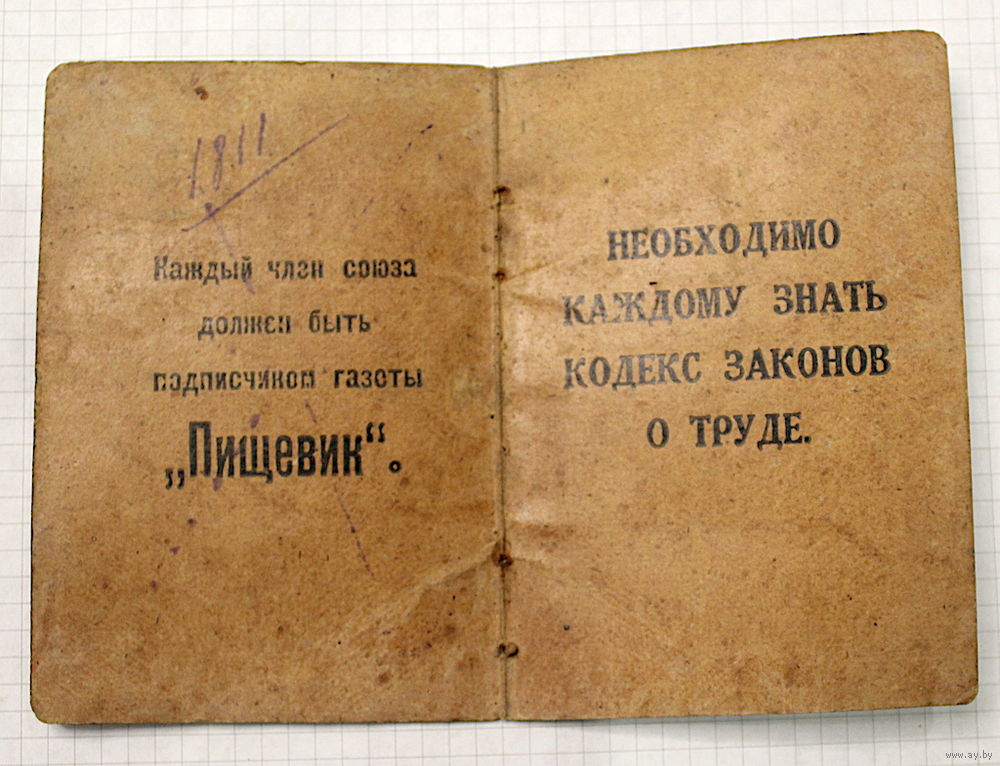 1811
Каждый член союза
должен быть
подписчиком газеты
„Пищевик“.
НЕОБХОДИМО
КАЖДОМУ ЗНАТЬ
КОДЕКС ЗАКОНОВ
О ТРУДЕ.
www.ay.by